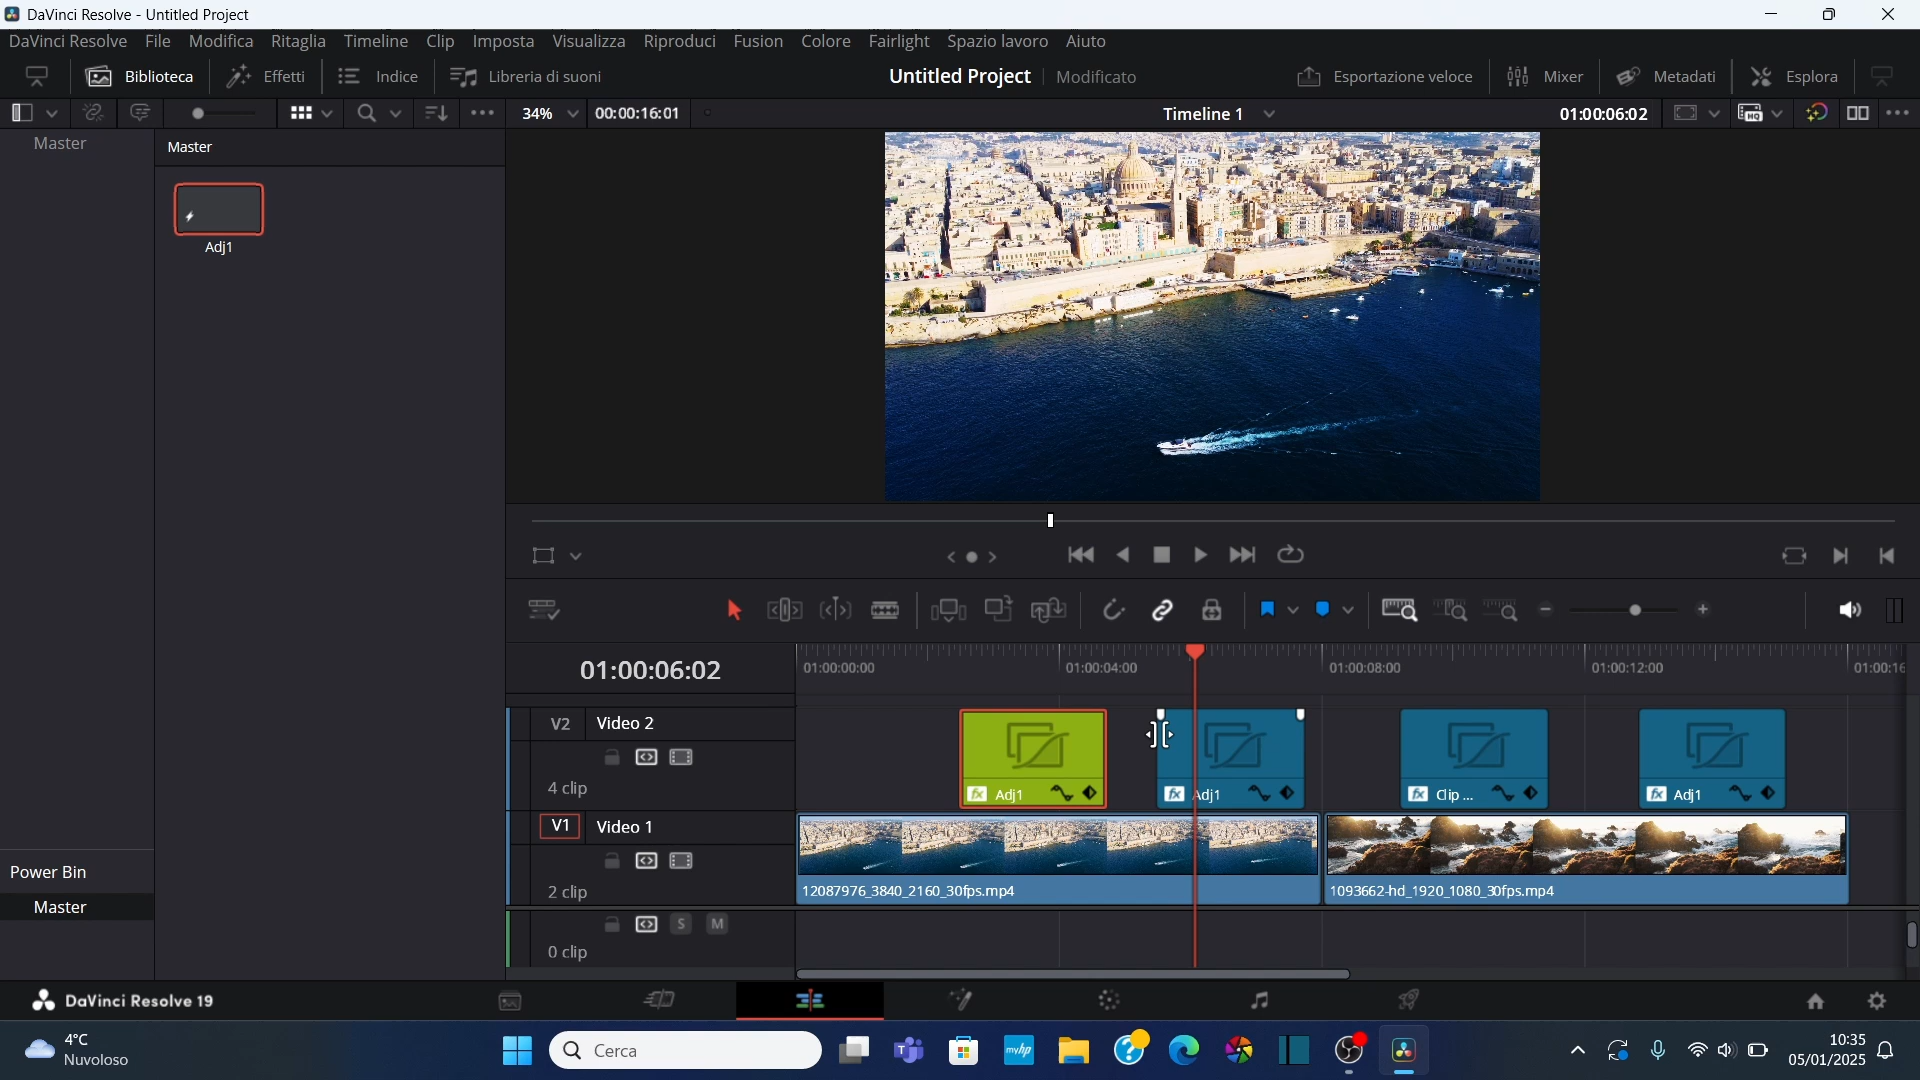 DaVinci Resolve - Untitled Project
DaVinci Resolve File Modifica Ritaglia Timeline Clip Imposta Visualizza Riproduci Fusion Colore Fairlight Spazio lavoro Aiuto
Biblioteca Effetti Indice Libreria di suoni Untitled Project Modificato Esportazione veloce Mixer Metadati Esplora
34% 00:00:16:01 Timeline 1 01:00:06:02
Master Master
Adj1
01:00:06:02 01:00:00:00 01:00:04:00 01:00:08:00 01:00:12:00 01:00:16
V2 Video 2
4 clip
Adj1 Adj1 Clip ... Adj1
V1 Video 1
2 clip
12087976_3840_2160_30fps.mp4 1093662-hd_1920_1080_30fps.mp4
Power Bin
Master
S M
0 clip
DaVinci Resolve 19
4°C
Nuvoloso
Cerca
10:35
05/01/2025